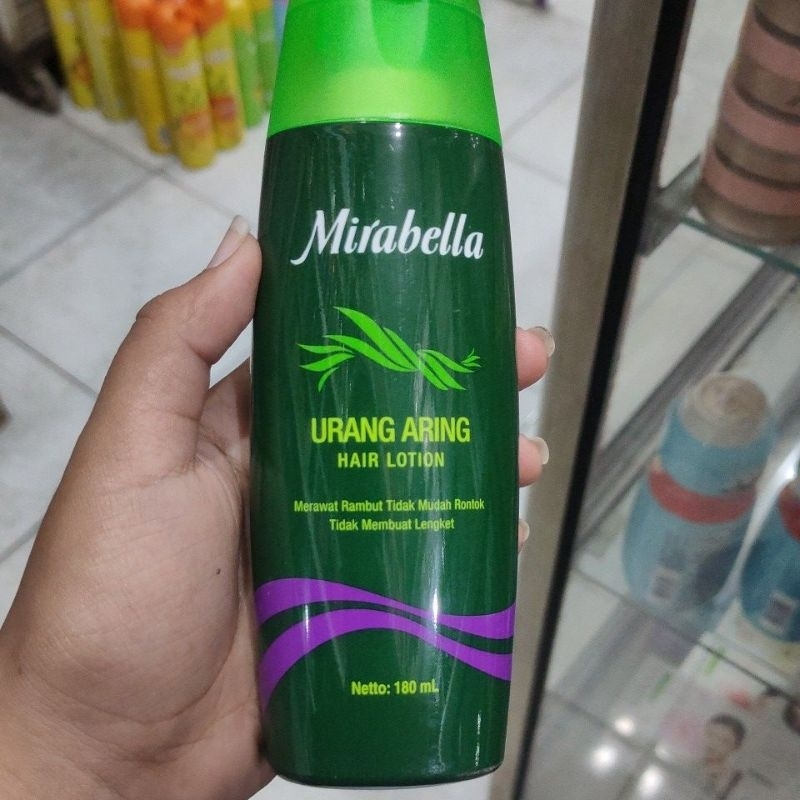 Mirabella
URANG ARING
HAIR LOTION
Merawat Rambut Tidak Mudah Rontok
Tidak Membuat Lengket
Netto: 180 mL